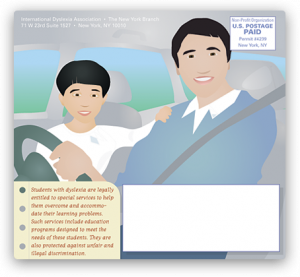 International Dyslexia Association • The New York Branch
71 W 23rd Suite 1527 • New York, NY 10010
Non-Profit Organization
U.S. POSTAGE
PAID
Permit 64239
New York, NY
Students with dyslexia are legally
entitled to special services to help
them overcome and accommo-
date their learning problems.
Such services include education
programs designed to meet the
needs of these students. They are
also protected against unfair and
illegal discrimination.